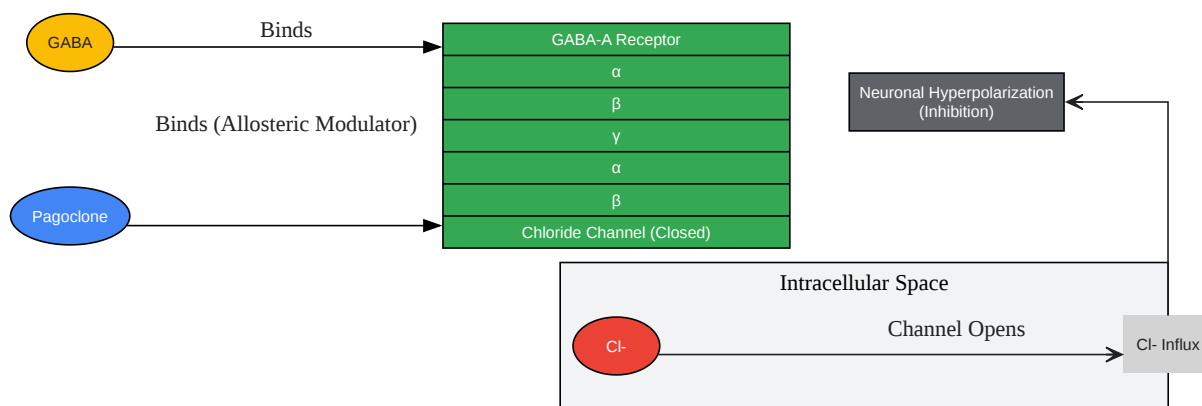 GABA
Binds
GABA-A Receptor
α
β
γ
α
β
Chloride Channel (Closed)
Binds (Allosteric Modulator)
Pagoclone
Neuronal Hyperpolarization
(Inhibition)
Intracellular Space
Cl-
Channel Opens
Cl- Influx